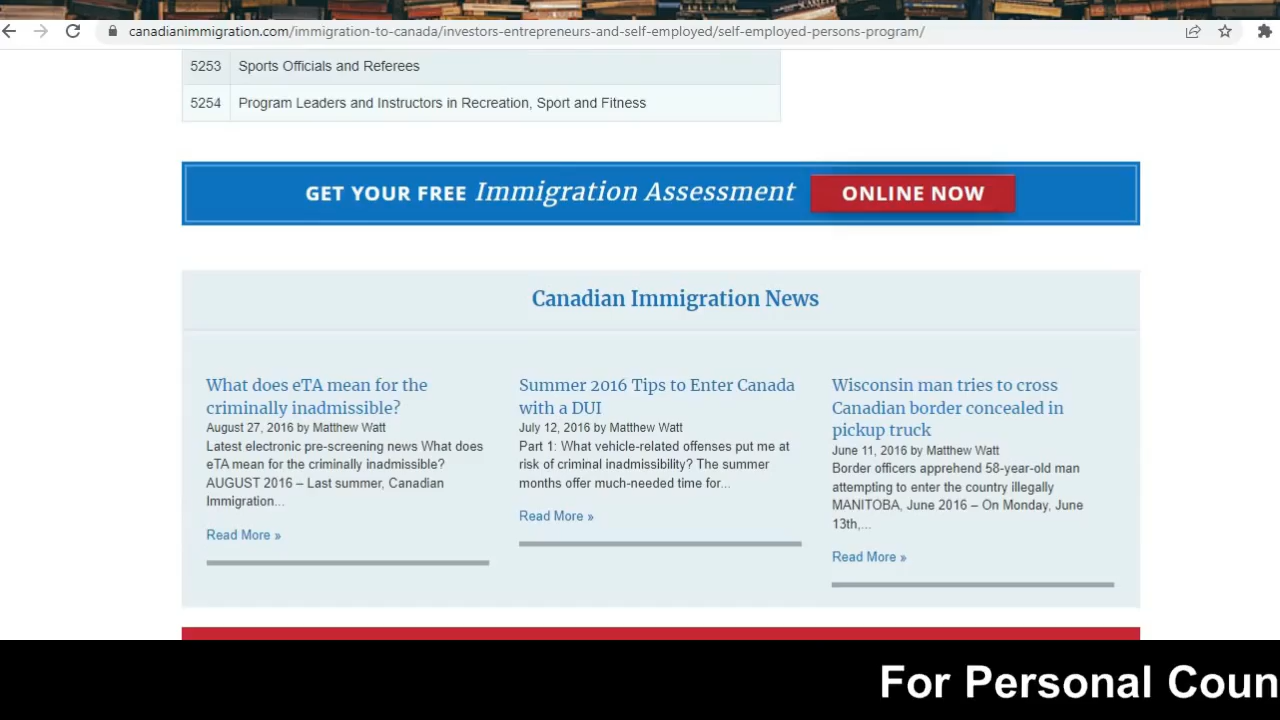 canadianimmigration.com/immigration-to-canada/investors-entrepreneurs-and-self-employed/self-employed-persons-program/
5253 Sports Officials and Referees
5254 Program Leaders and Instructors in Recreation, Sport and Fitness
GET YOUR FREE Immigration Assessment ONLINE NOW
Canadian Immigration News
What does eTA mean for the
criminally inadmissible?
August 27, 2016 by Matthew Watt
Latest electronic pre-screening news What does
eTA mean for the criminally inadmissible?
AUGUST 2016 – Last summer, Canadian
Immigration...
Read More »
Summer 2016 Tips to Enter Canada
with a DUI
July 12, 2016 by Matthew Watt
Part 1: What vehicle-related offenses put me at
risk of criminal inadmissibility? The summer
months offer much-needed time for...
Read More »
Wisconsin man tries to cross
Canadian border concealed in
pickup truck
June 11, 2016 by Matthew Watt
Border officers apprehend 58-year-old man
attempting to enter the country illegally
MANITOBA, June 2016 – On Monday, June
13th,...
Read More »
For Personal Coun